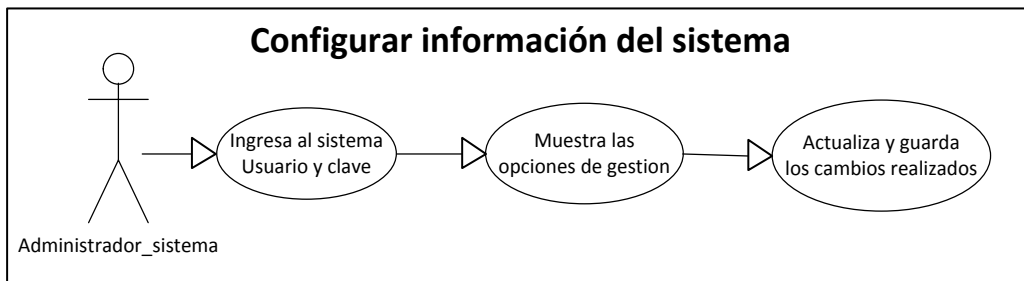 Configurar información del sistema
Ingresa al sistema
Usuario y clave
Muestra las
opciones de gestion
Actualiza y guarda
los cambios realizados
Administrador_sistema